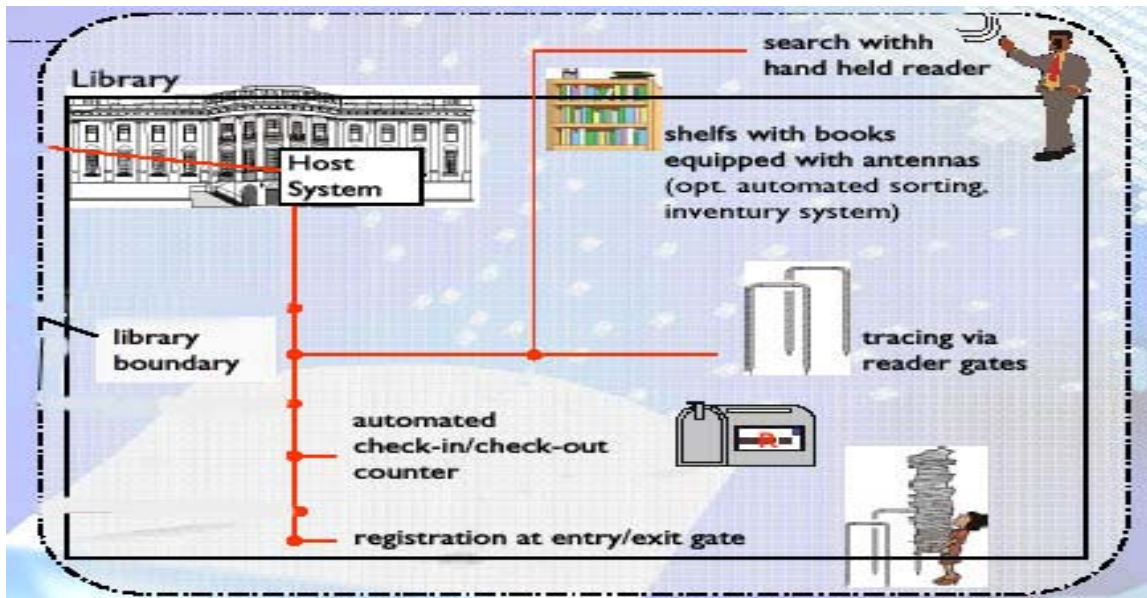 Library
Host
System
search withh
hand held reader
shelfs with books
equipped with antennas
(opt. automated sorting,
inventury system)
library
boundary
tracing via
reader gates
automated
check-in/check-out
counter
R
registration at entry/exit gate